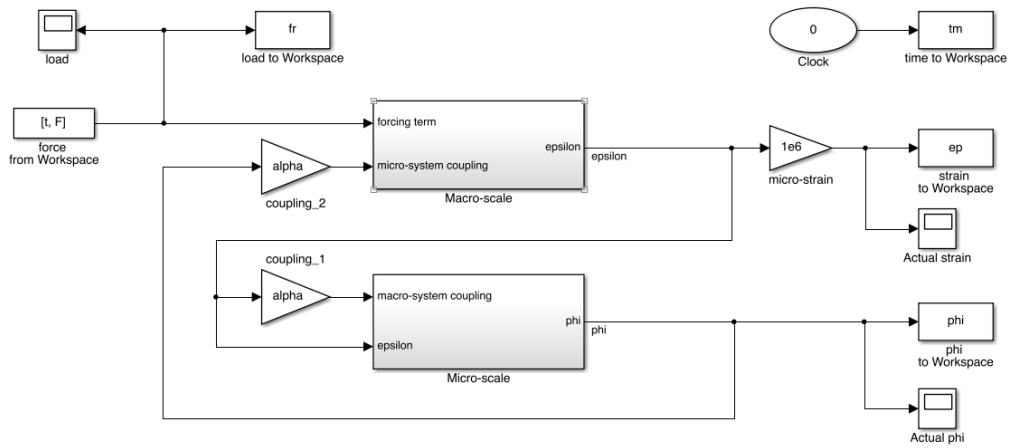 fr
0
tm
load
load to Workspace
Clock
time to Workspace
[t, F]
force
from Workspace
forcing term
micro-system coupling
epsilon
epsilon
Macro-scale
alpha
coupling_2
1e6
micro-strain
ep
strain
to Workspace
Actual strain
coupling_1
alpha
macro-system coupling
epsilon
phi
phi
Micro-scale
phi
phi
to Workspace
Actual phi